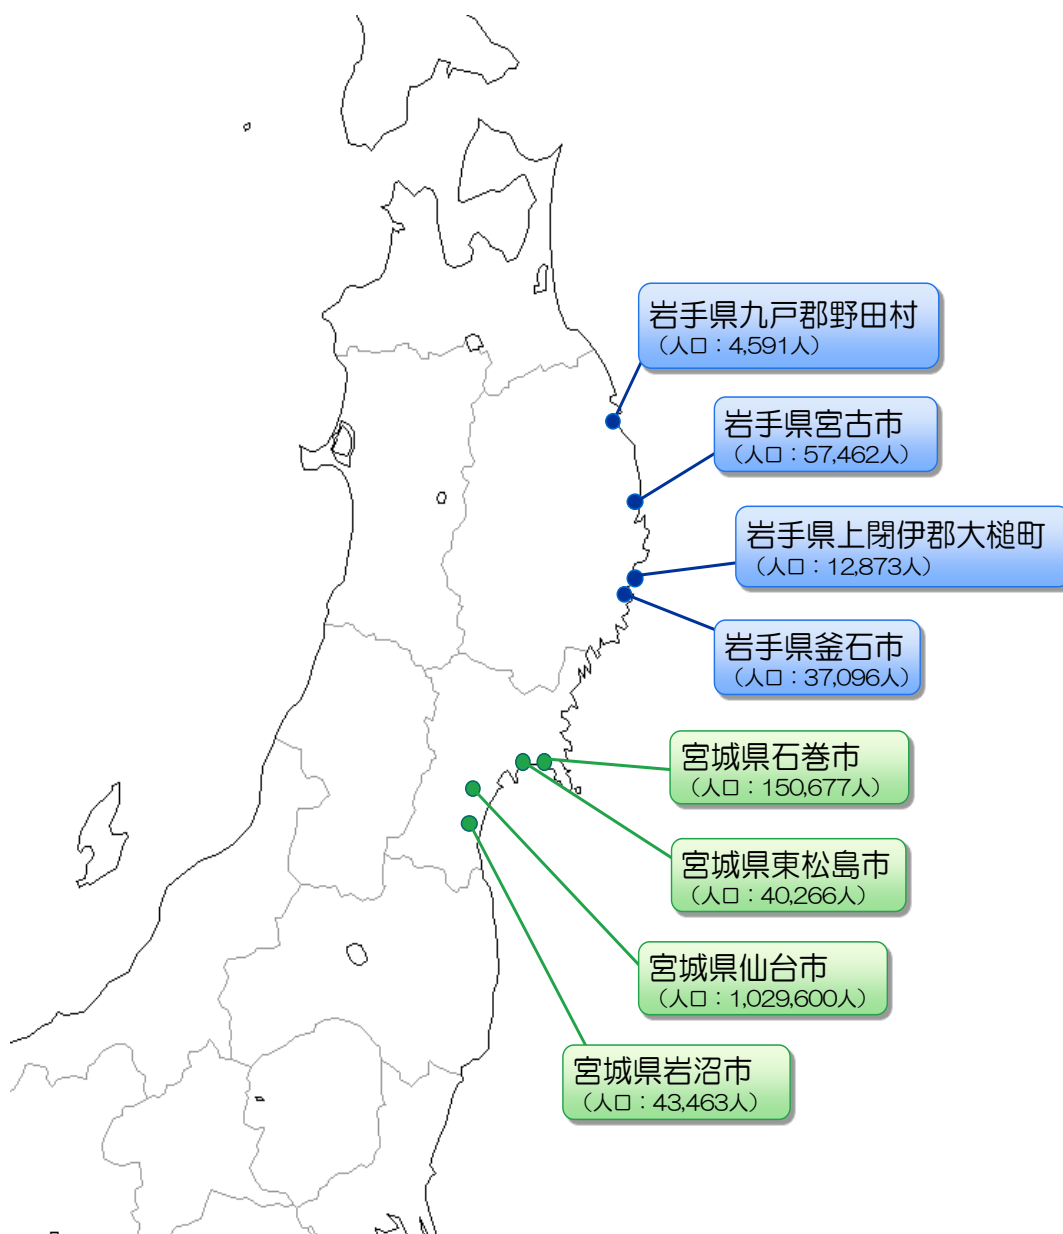 岩手県九戸郡野田村
（人口：4,591人）
岩手県宮古市
（人口：57,462人）
岩手県上閉伊郡大槌町
（人口：12,873人）
岩手県釜石市
（人口：37,096人）
宮城県石巻市
（人口：150,677人）
宮城県東松島市
（人口：40,266人）
宮城県仙台市
（人口：1,029,600人）
宮城県岩沼市
（人口：43,463人）